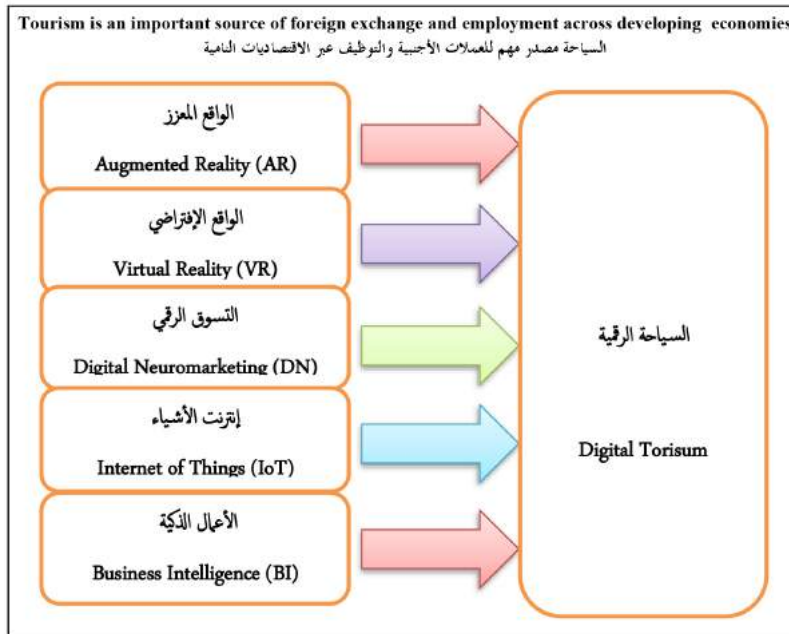 Tourism is an important source of foreign exchange and employment across developing economies
السياحة مصدر مهم للعملات الأجنبية والتوظيف عبر الاقتصاديات النامية
الواقع المعزز
Augmented Reality (AR)
الواقع الإفتراضي
Virtual Reality (VR)
التسوق الرقمي
Digital Neuromarketing (DN)
إنترنت الأشياء
Internet of Things (IoT)
الأعمال الذكية
Business Intelligence (BI)
السياحة الرقمية
Digital Torisum